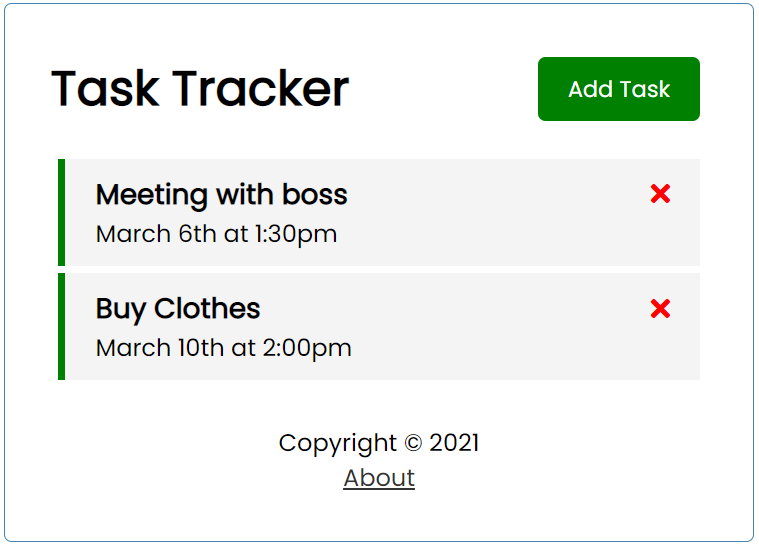 Task Tracker
Add Task
Meeting with boss
March 6th at 1:30pm
Buy Clothes
March 10th at 2:00pm
Copyright © 2021
About